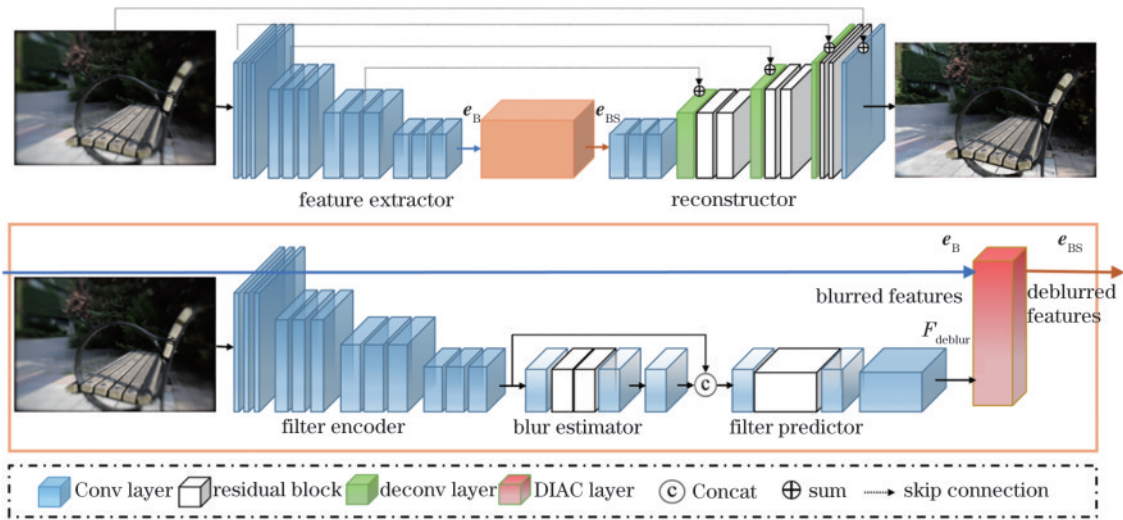 e_B
e_BS
feature extractor
reconstructor
e_B
e_BS
blurred features
deblurred
features
F_deblur
filter encoder
blur estimator
c
filter predictor
Conv layer
residual block
deconv layer
DIAC layer
c Concat
⊕ sum
skip connection